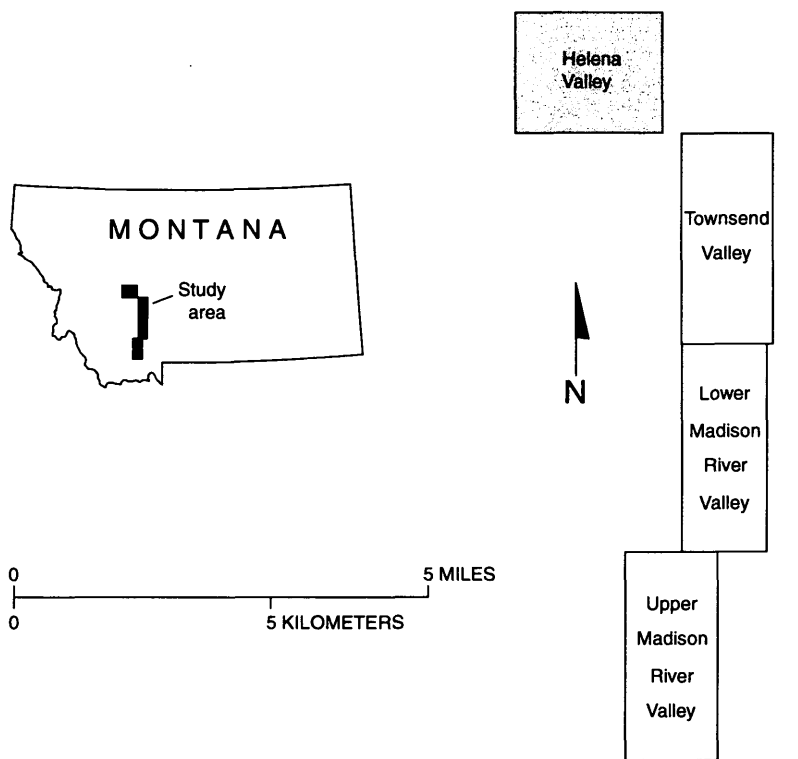 Helena
Valley
Townsend
Valley
MONTANA
Study
area
N
Lower
Madison
River
Valley
0
5 MILES
0
5 KILOMETERS
Upper
Madison
River
Valley